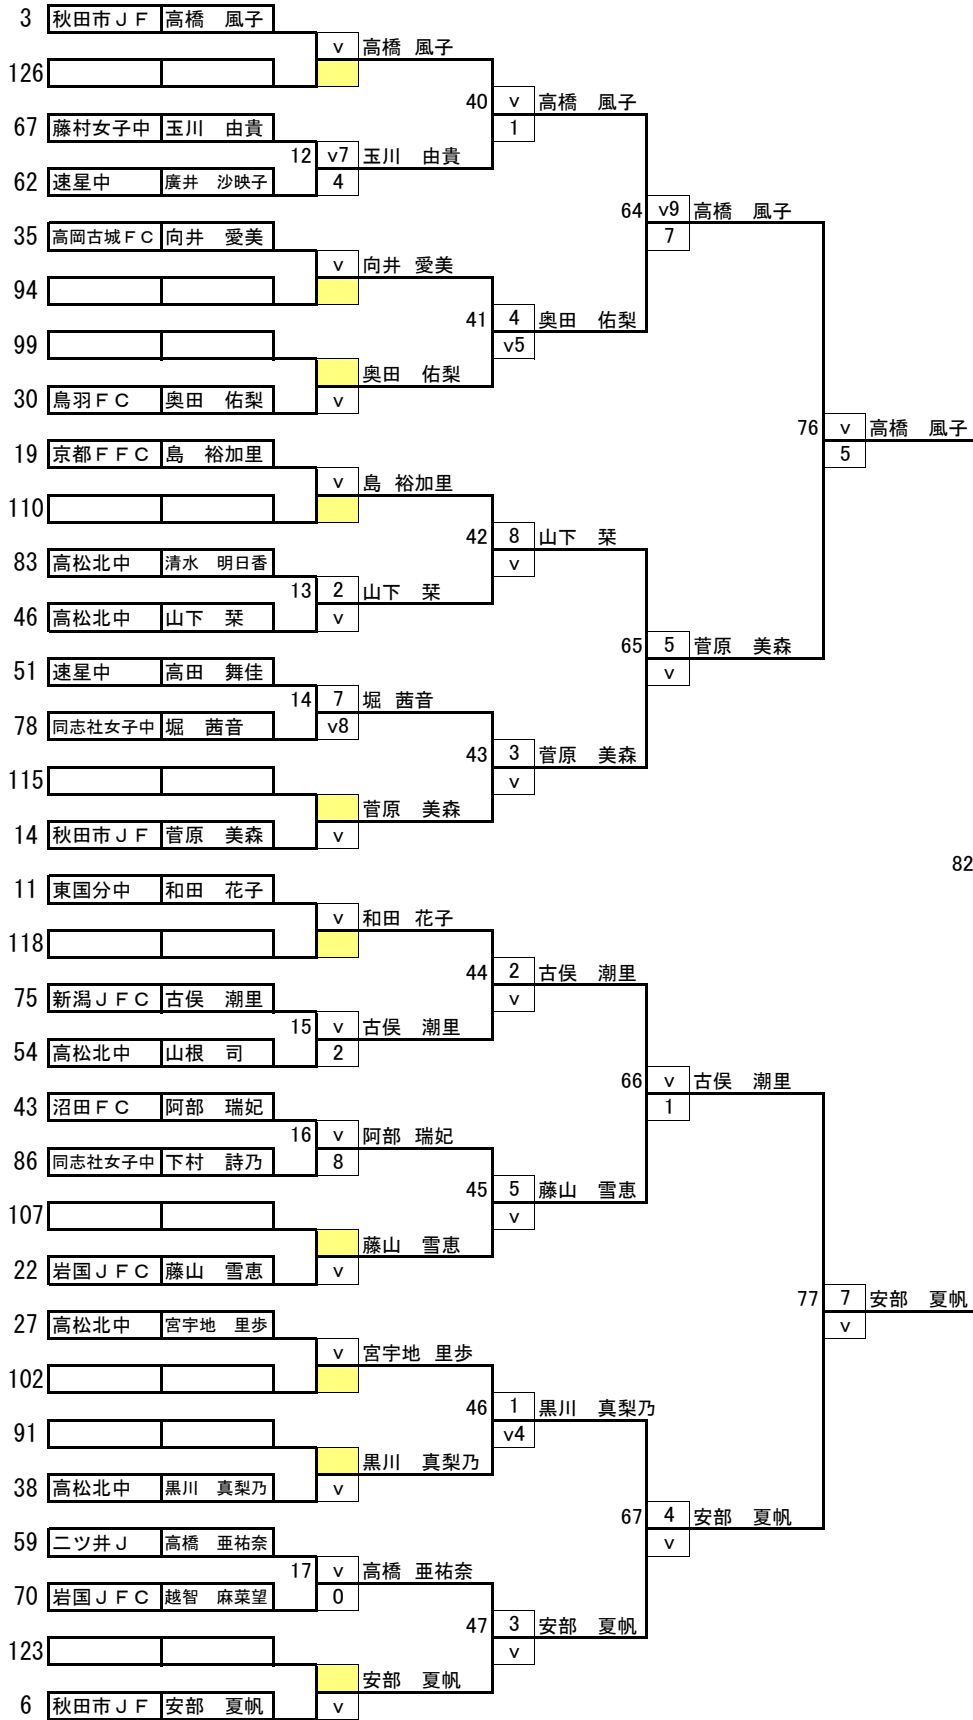 3 秋田市ＪＦ 高橋　風子
v 高橋 風子
126
40 v 高橋　風子
1
67 藤村女子中 玉川　由貴
12 v7 玉川　由貴
4
62 速星中 廣井　沙映子
64 v9 高橋　風子
7
35 高岡古城ＦＣ 向井　愛美
v 向井 愛美
94
41 4 奥田　佑梨
v5
99
奥田　佑梨
v
30 鳥羽ＦＣ 奥田　佑梨
76 v 高橋　風子
5
19 京都ＦＦＣ 島　裕加里
v 島 裕加里
110
42 8 山下　栞
v
83 高松北中 清水　明日香
13 2 山下　栞
v
46 高松北中 山下　栞
65 5 菅原　美森
v
51 速星中 高田　舞佳
14 7 堀 茜音
v8
78 同志社女子中 堀　茜音
43 3 菅原　美森
v
115
菅原　美森
v
14 秋田市ＪＦ 菅原　美森
82
11 東国分中 和田　花子
v 和田 花子
118
44 2 古俣　潮里
v
75 新潟ＪＦＣ 古俣　潮里
15 v 古俣　潮里
2
54 高松北中 山根　司
66 v 古俣　潮里
1
43 沼田ＦＣ 阿部　瑞妃
16 v 阿部 瑞妃
8
86 同志社女子中 下村　詩乃
45 5 藤山　雪恵
v
107
藤山　雪恵
v
22 岩国ＪＦＣ 藤山　雪恵
77 7 安部　夏帆
v
27 高松北中 宮宇地　里歩
v 宮宇地 里歩
102
46 1 黒川　真梨乃
v4
91
黒川　真梨乃
v
38 高松北中 黒川　真梨乃
67 4 安部　夏帆
v
59 二ツ井Ｊ 高橋　亜祐奈
17 v 高橋 亜祐奈
0
70 岩国ＪＦＣ 越智　麻菜望
47 3 安部　夏帆
v
123
安部　夏帆
v
6 秋田市ＪＦ 安部　夏帆